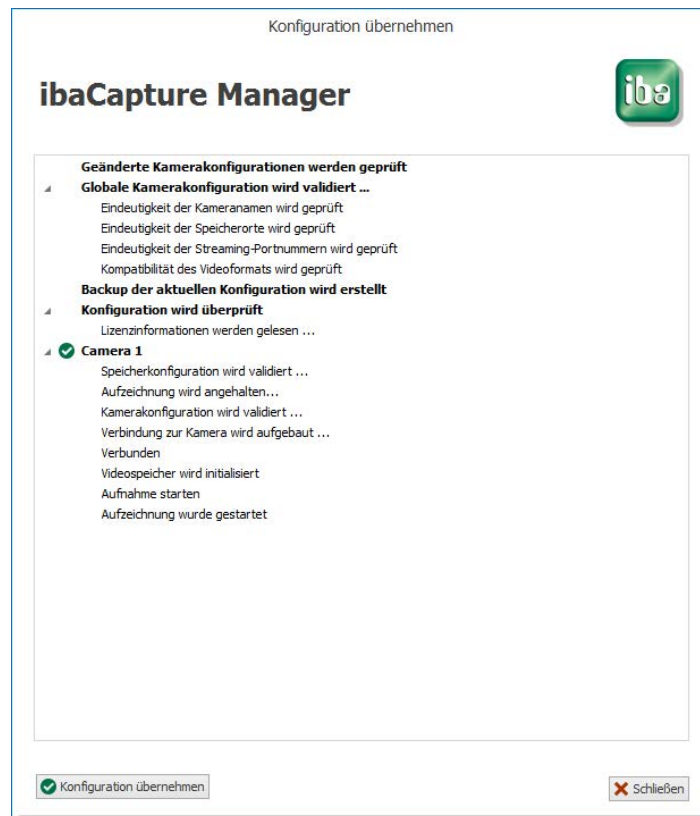 Konfiguration übernehmen
ibaCapture Manager
iba
Geänderte Kamerakonfigurationen werden geprüft
Globale Kamerakonfiguration wird validiert ...
Eindeutigkeit der Kameranamen wird geprüft
Eindeutigkeit der Speicherorte wird geprüft
Eindeutigkeit der Streaming-Portnummern wird geprüft
Kompatibilität des Videoformats wird geprüft
Backup der aktuellen Konfiguration wird erstellt
Konfiguration wird überprüft
Lizenzinformationen werden gelesen ...
Camera 1
Speicherkonfiguration wird validiert ...
Aufzeichnung wird angehalten...
Kamerakonfiguration wird validiert ...
Verbindung zur Kamera wird aufgebaut ...
Verbunden
Videospeicher wird initialisiert
Aufnahme starten
Aufzeichnung wurde gestartet
Konfiguration übernehmen
Schließen